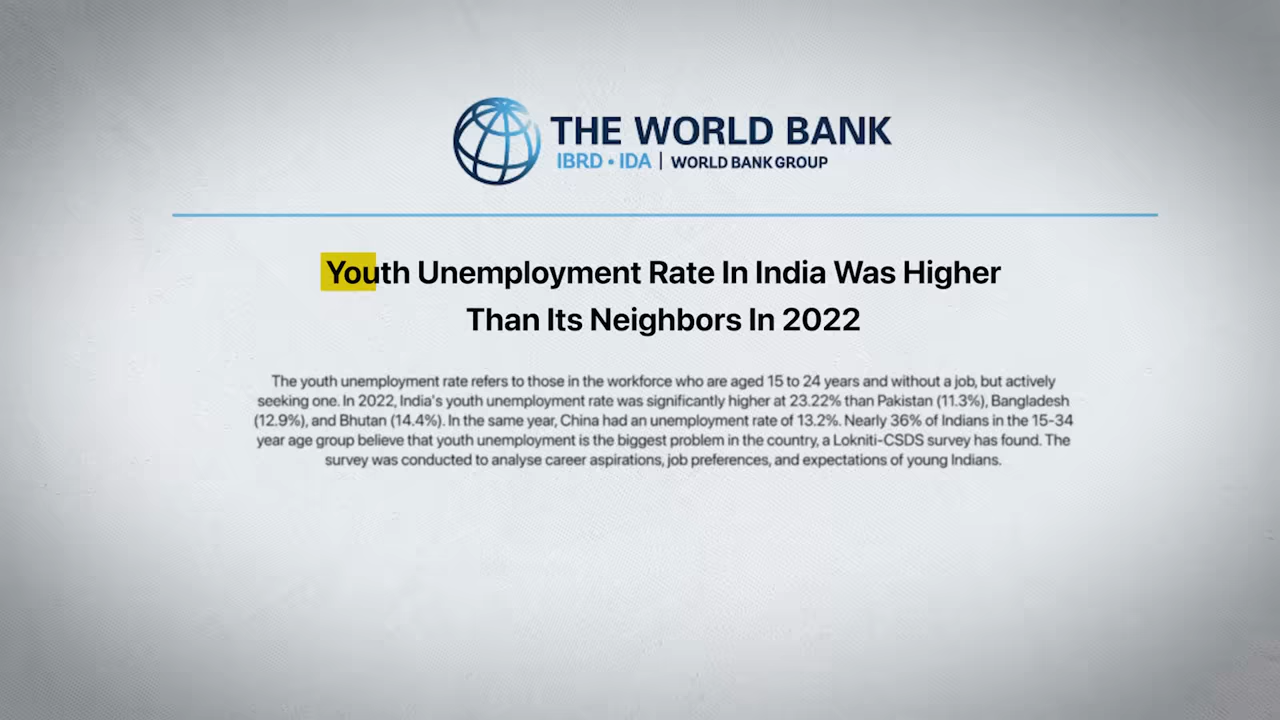 THE WORLD BANK
IBRD • IDA | WORLD BANK GROUP
Youth Unemployment Rate In India Was Higher
Than Its Neighbors In 2022
The youth unemployment rate refers to those in the workforce who are aged 15 to 24 years and without a job, but actively
seeking one. In 2022, India's youth unemployment rate was significantly higher at 23.22% than Pakistan (11.3%), Bangladesh
(12.9%), and Bhutan (14.4%). In the same year, China had an unemployment rate of 13.2%. Nearly 36% of Indians in the 15-34
year age group believe that youth unemployment is the biggest problem in the country, a Lokniti-CSDS survey has found. The
survey was conducted to analyse career aspirations, job preferences, and expectations of young Indians.